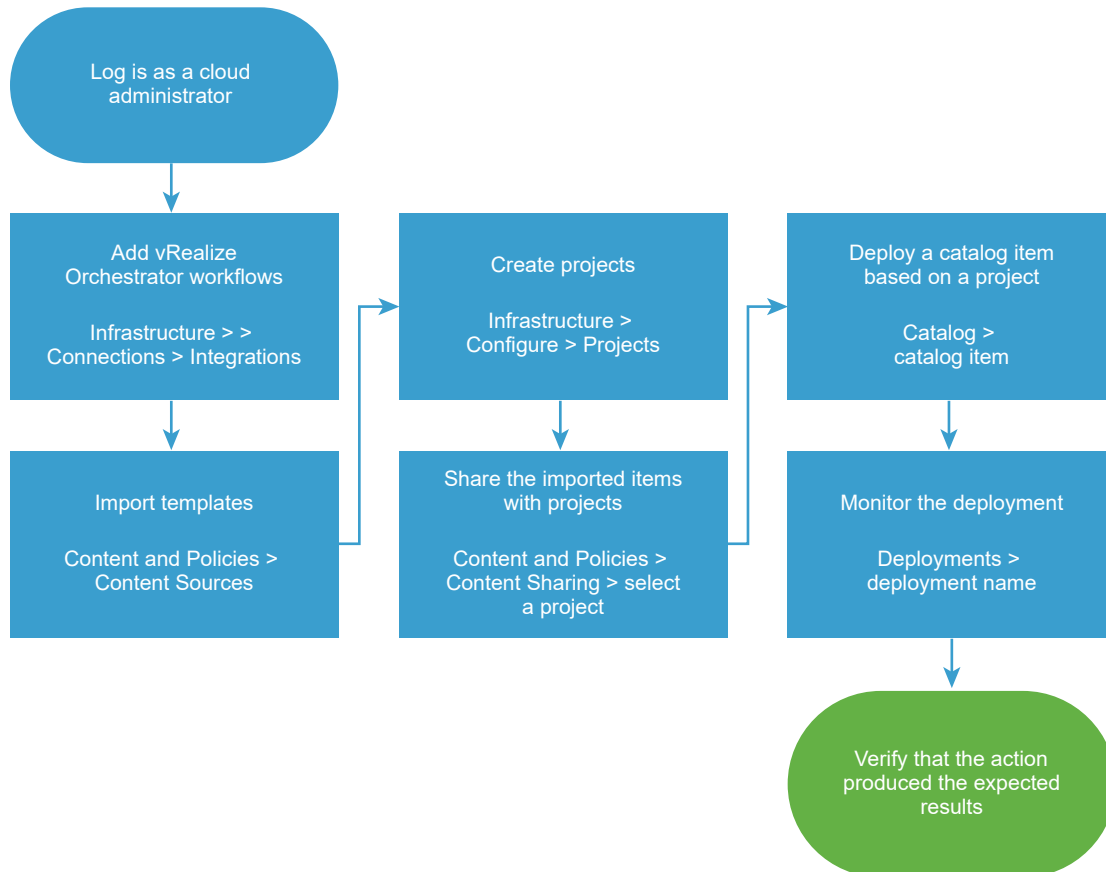 Log is as a cloud
administrator
Add vRealize
Orchestrator workflows
Infrastructure > >
Connections > Integrations
Import templates
Content and Policies >
Content Sources
Create projects
Infrastructure >
Configure > Projects
Share the imported items
with projects
Content and Policies >
Content Sharing > select
a project
Deploy a catalog item
based on a project
Catalog >
catalog item
Monitor the deployment
Deployments >
deployment name
Verify that the action
produced the expected
results